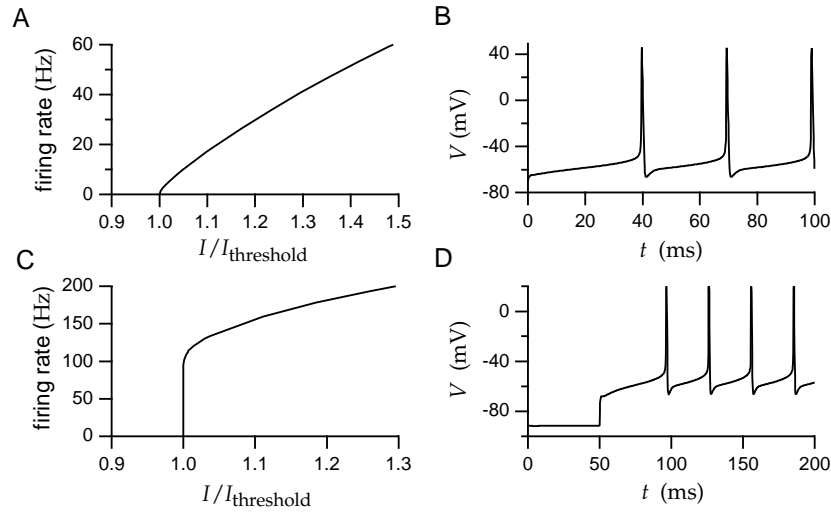 A
firing rate (Hz)
60
40
20
0
0.9 1.0 1.1 1.2 1.3 1.4 1.5
I/Ithreshold
B
V (mV)
40
0
-40
-80
0 20 40 60 80 100
t (ms)
C
firing rate (Hz)
200
150
100
50
0
0.9 1.0 1.1 1.2 1.3
I/Ithreshold
D
V (mV)
0
-40
-80
0 50 100 150 200
t (ms)